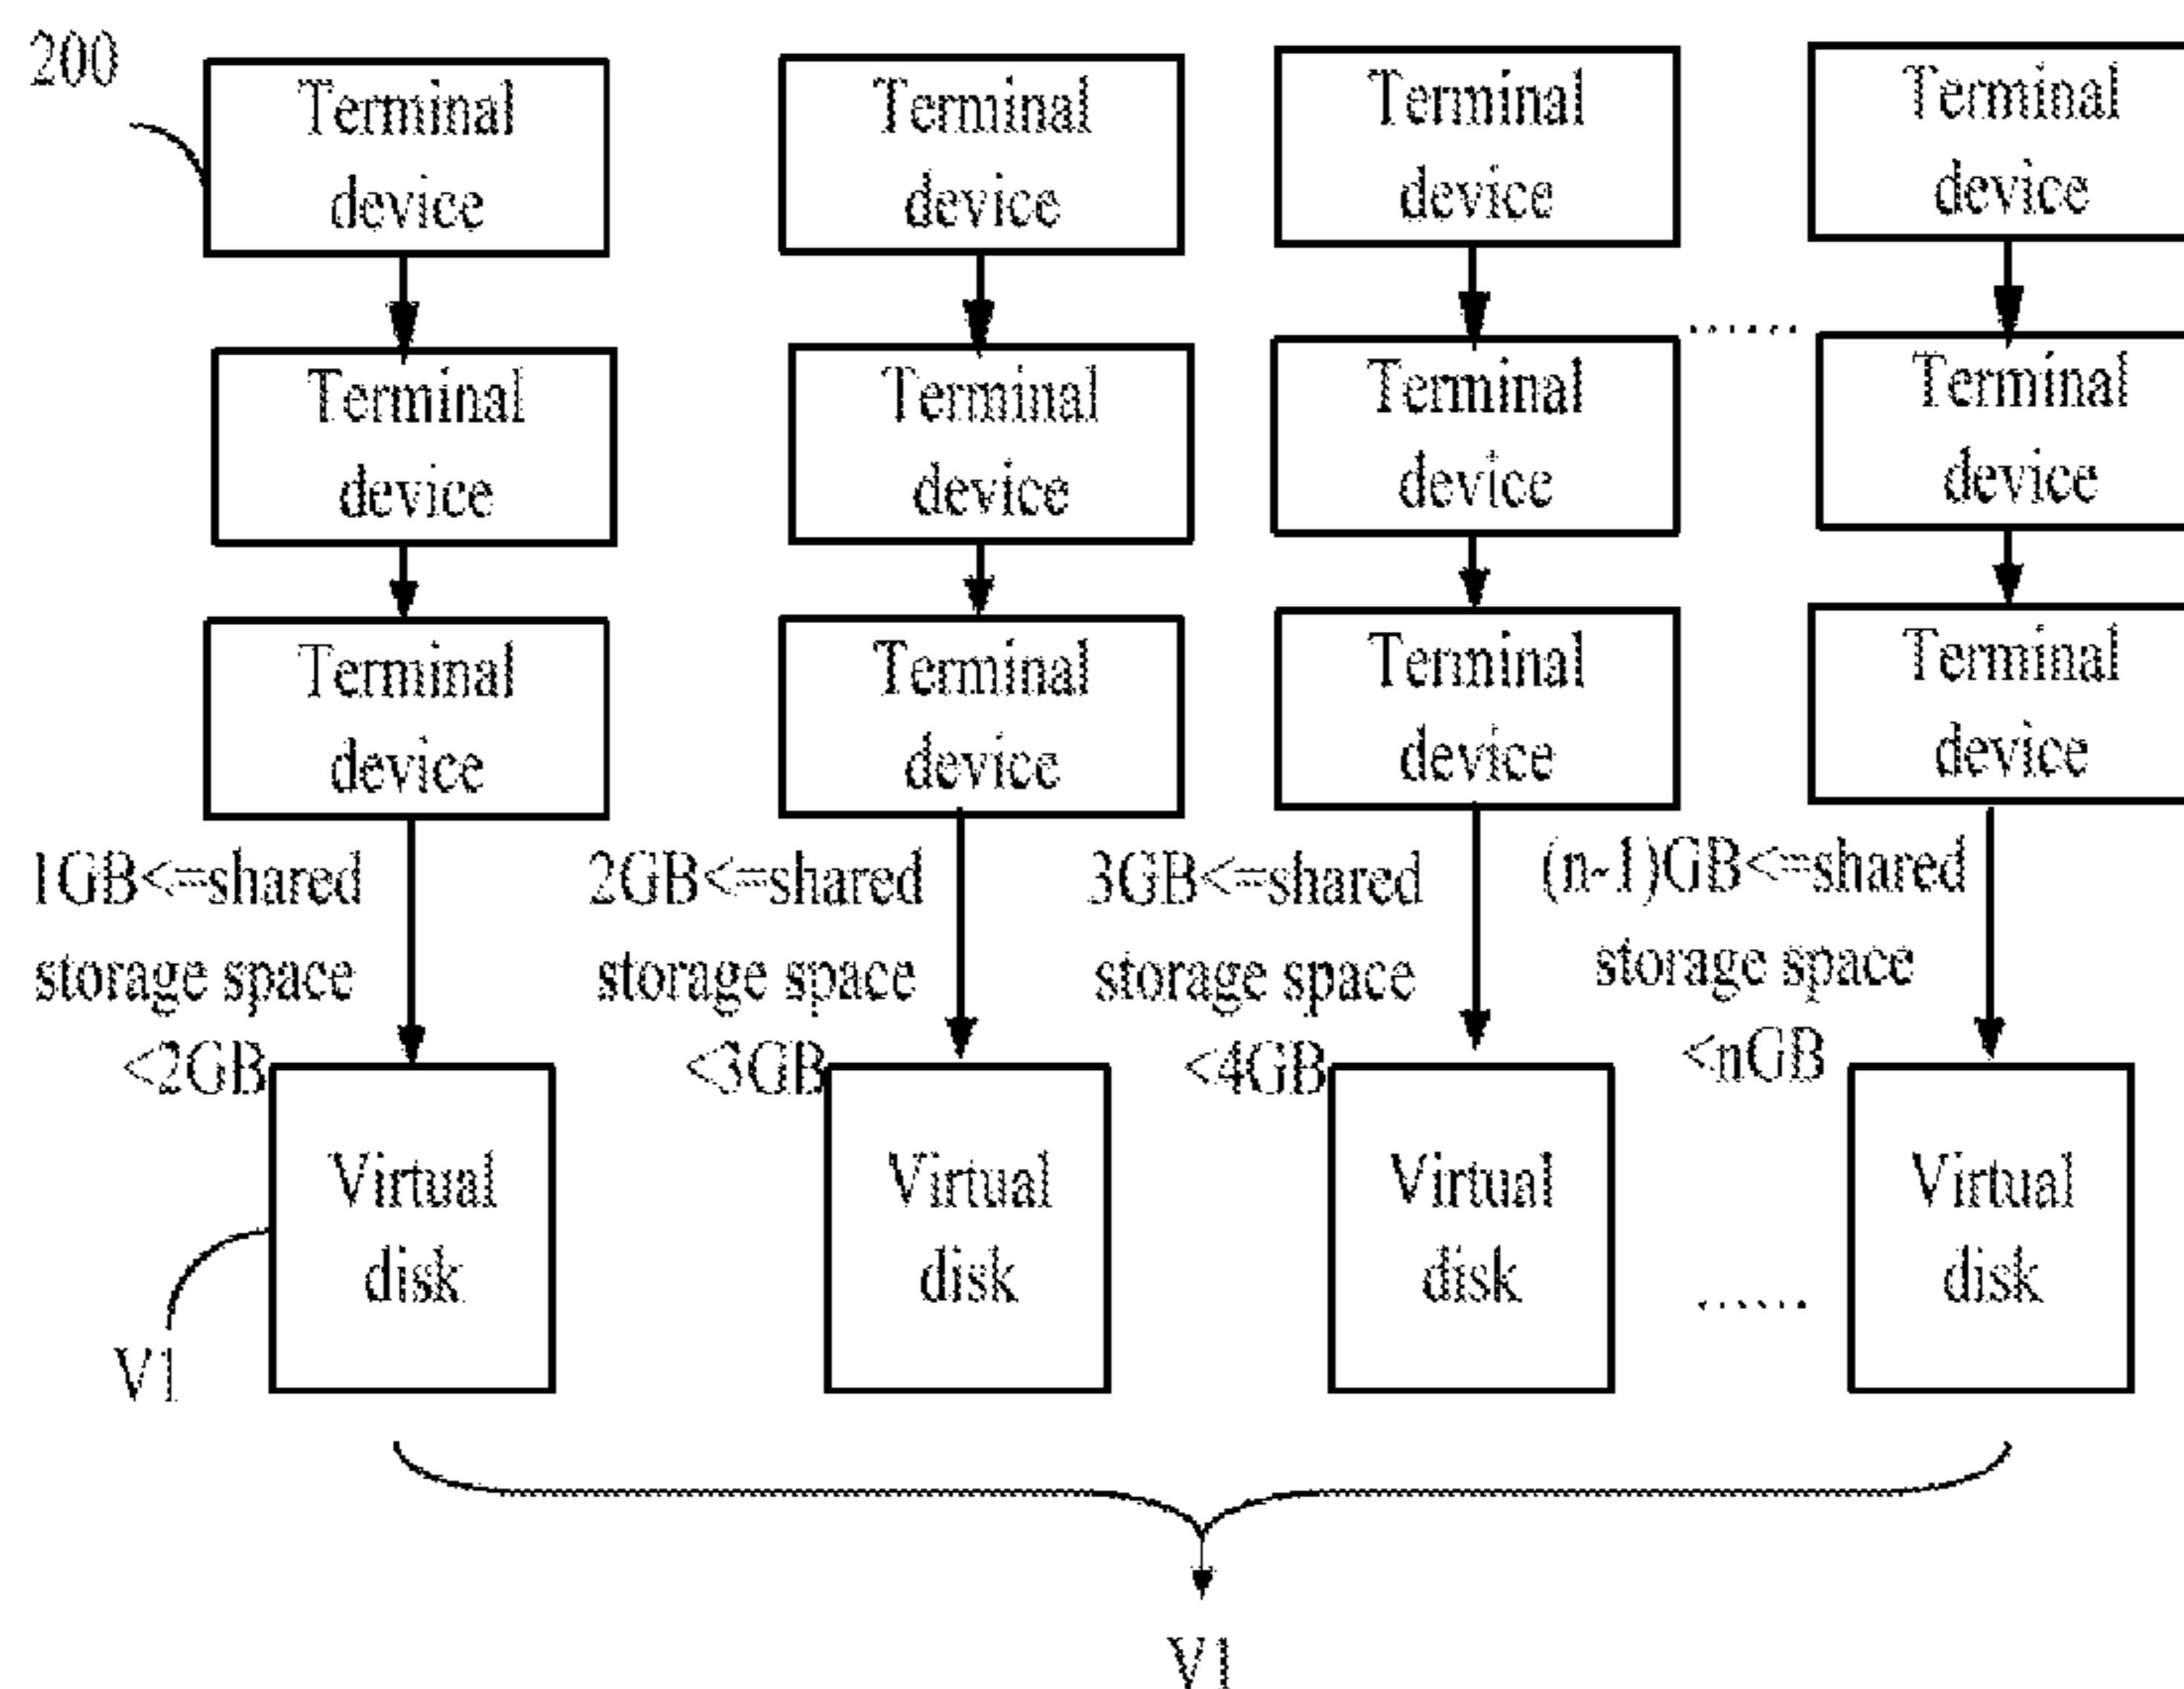 200
Terminal
device
Terminal
device
Terminal
device
Terminal
device
......
Terminal
device
Terminal
device
Terminal
device
Terminal
device
Terminal
device
Terminal
device
Terminal
device
Terminal
device
1GB<=shared
storage space
<2GB
2GB<=shared
storage space
<3GB
3GB<=shared
storage space
<4GB
(n-1)GB<=shared
storage space
<nGB
Virtual
disk
Virtual
disk
Virtual
disk
......
Virtual
disk
V1
V1